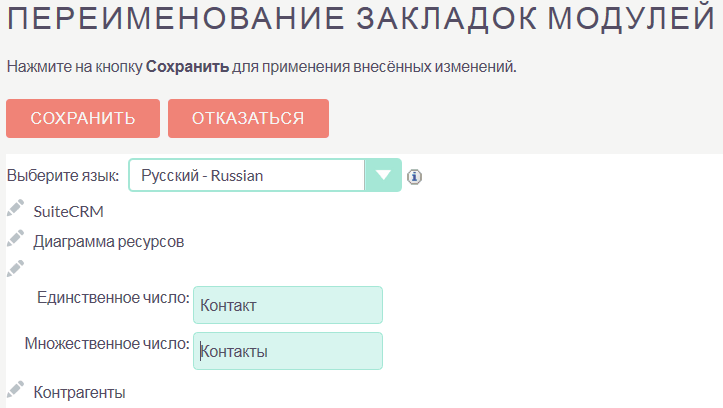 ПЕРЕИМЕНОВАНИЕ ЗАКЛАДОК МОДУЛЕЙ
Нажмите на кнопку Сохранить для применения внесённых изменений.
СОХРАНИТЬ ОТКАЗАТЬСЯ
Выберите язык: Русский - Russian
SuiteCRM
Диаграмма ресурсов
Единственное число: Контакт
Множественное число: Контакты
Контрагенты